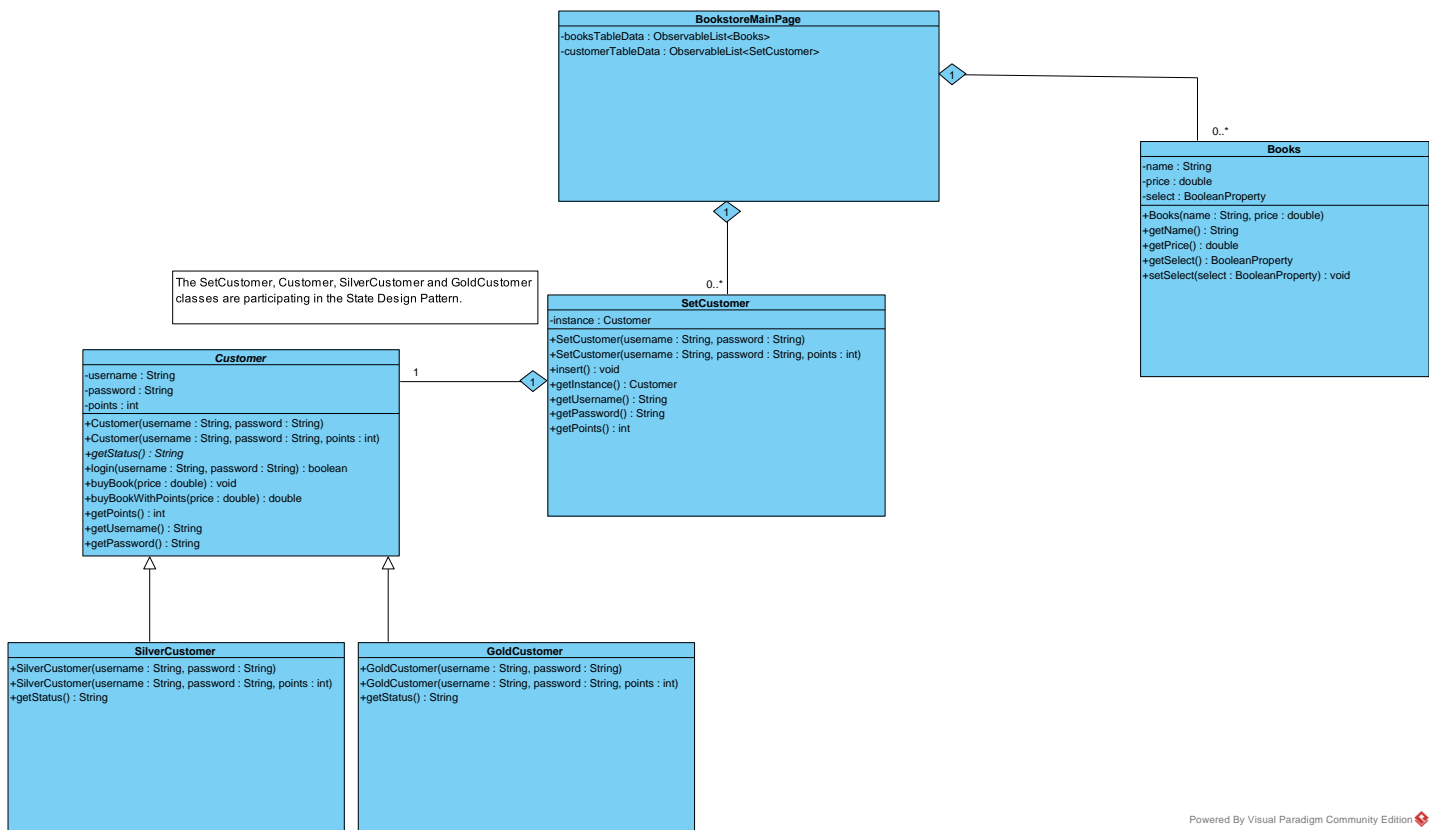 BookstoreMainPage
-booksTableData : ObservableList<Books>
-customerTableData : ObservableList<SetCustomer>
1
0..*
Books
-name : String
-price : double
-select : BooleanProperty
+Books(name : String, price : double)
+getName() : String
+getPrice() : double
+getSelect() : BooleanProperty
+setSelect(select : BooleanProperty) : void
1
0..*
The SetCustomer, Customer, SilverCustomer and GoldCustomer
classes are participating in the State Design Pattern.
SetCustomer
-instance : Customer
+SetCustomer(username : String, password : String)
+SetCustomer(username : String, password : String, points : int)
+insert() : void
+getInstance() : Customer
+getUsername() : String
+getPassword() : String
+getPoints() : int
1
1
Customer
-username : String
-password : String
-points : int
+Customer(username : String, password : String)
+Customer(username : String, password : String, points : int)
+getStatus() : String
+login(username : String, password : String) : boolean
+buyBook(price : double) : void
+buyBookWithPoints(price : double) : double
+getPoints() : int
+getUsername() : String
+getPassword() : String
SilverCustomer
+SilverCustomer(username : String, password : String)
+SilverCustomer(username : String, password : String, points : int)
+getStatus() : String
GoldCustomer
+GoldCustomer(username : String, password : String)
+GoldCustomer(username : String, password : String, points : int)
+getStatus() : String
Powered By Visual Paradigm Community Edition